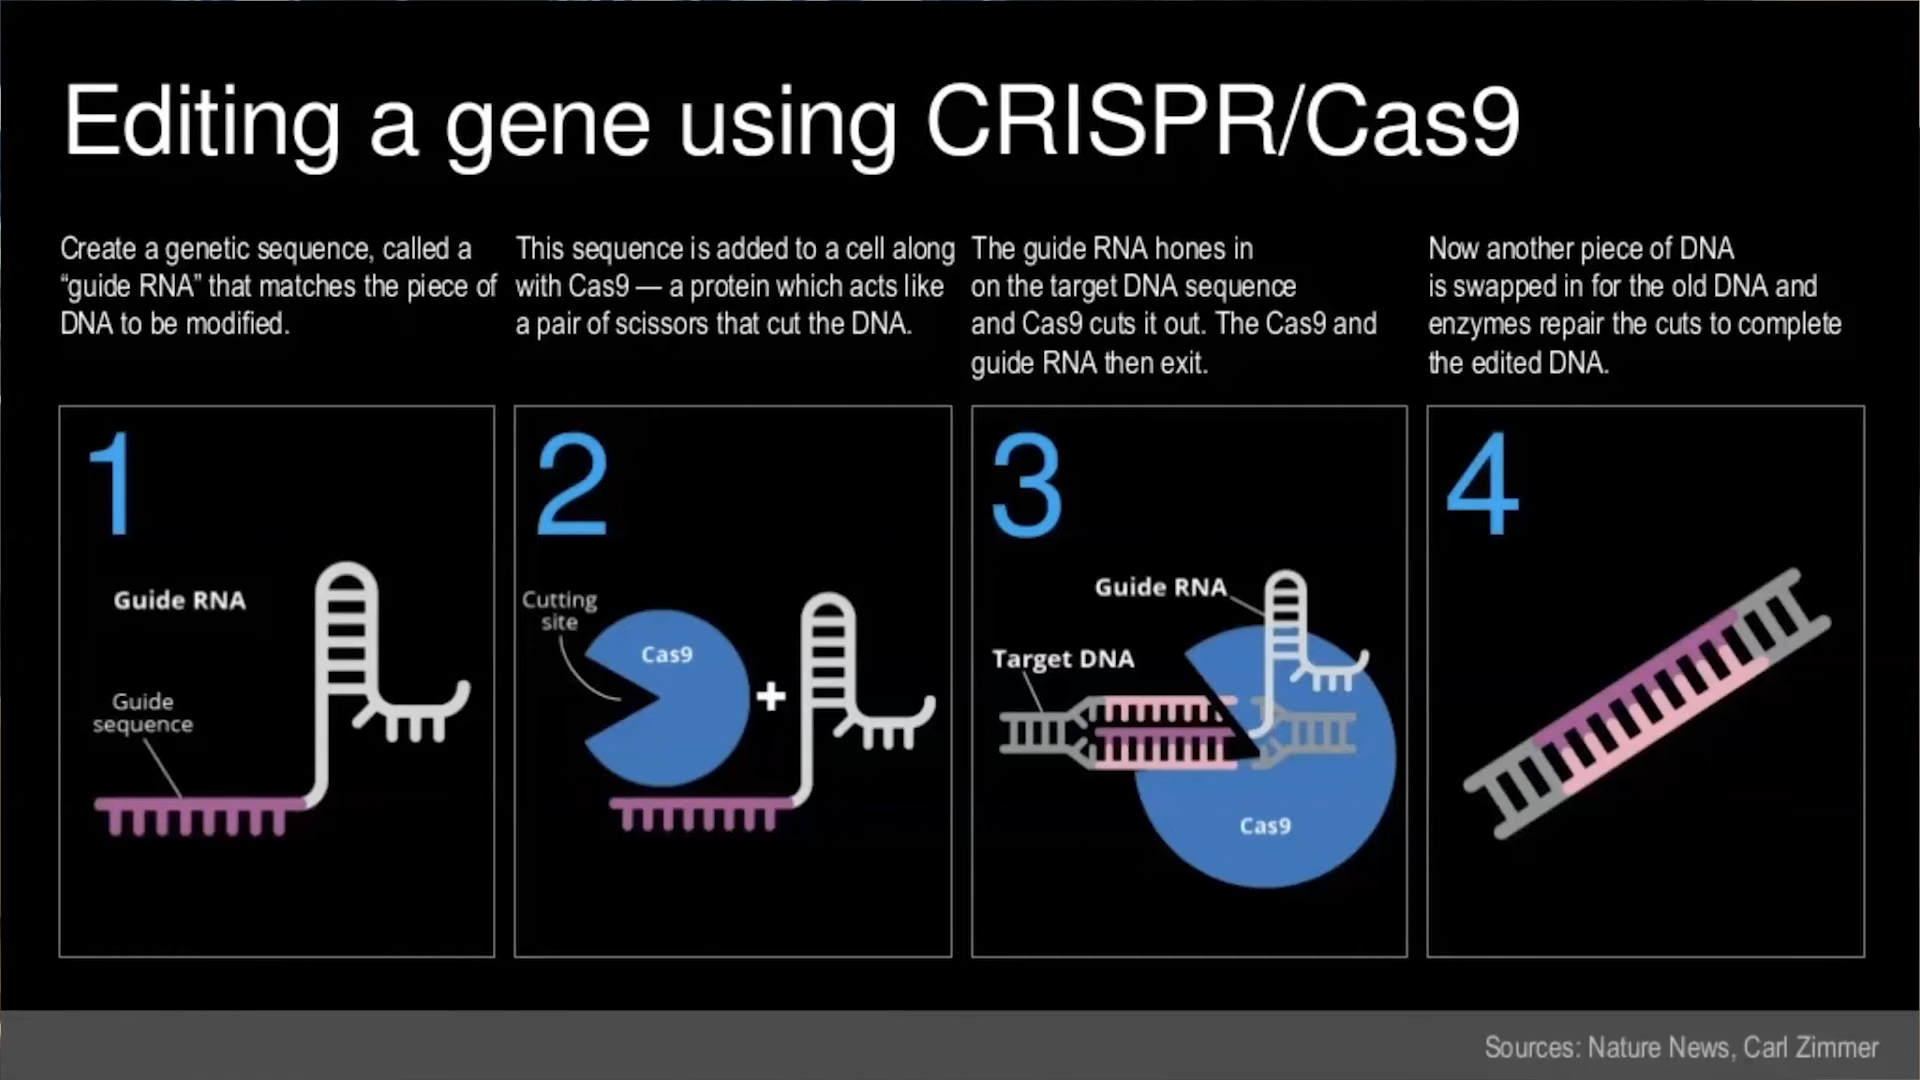 Editing a gene using CRISPR/Cas9
Create a genetic sequence, called a
“guide RNA” that matches the piece of
DNA to be modified.
This sequence is added to a cell along
with Cas9 — a protein which acts like
a pair of scissors that cut the DNA.
The guide RNA hones in
on the target DNA sequence
and Cas9 cuts it out. The Cas9 and
guide RNA then exit.
Now another piece of DNA
is swapped in for the old DNA and
enzymes repair the cuts to complete
the edited DNA.
1
Guide RNA
Guide
sequence
2
Cutting
site
Cas9
+
3
Guide RNA
Target DNA
Cas9
4
Sources: Nature News, Carl Zimmer